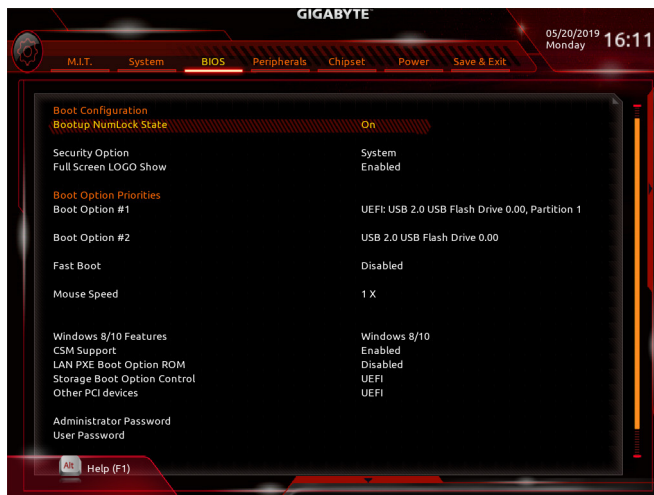 GIGABYTE™
05/20/2019 Monday 16:11
M.I.T. System BIOS Peripherals Chipset Power Save & Exit
Boot Configuration
Bootup NumLock State On
Security Option System
Full Screen LOGO Show Enabled
Boot Option Priorities
Boot Option #1 UEFI: USB 2.0 USB Flash Drive 0.00, Partition 1
Boot Option #2 USB 2.0 USB Flash Drive 0.00
Fast Boot Disabled
Mouse Speed 1 X
Windows 8/10 Features Windows 8/10
CSM Support Enabled
LAN PXE Boot Option ROM Disabled
Storage Boot Option Control UEFI
Other PCI devices UEFI
Administrator Password
User Password
Alt Help (F1)